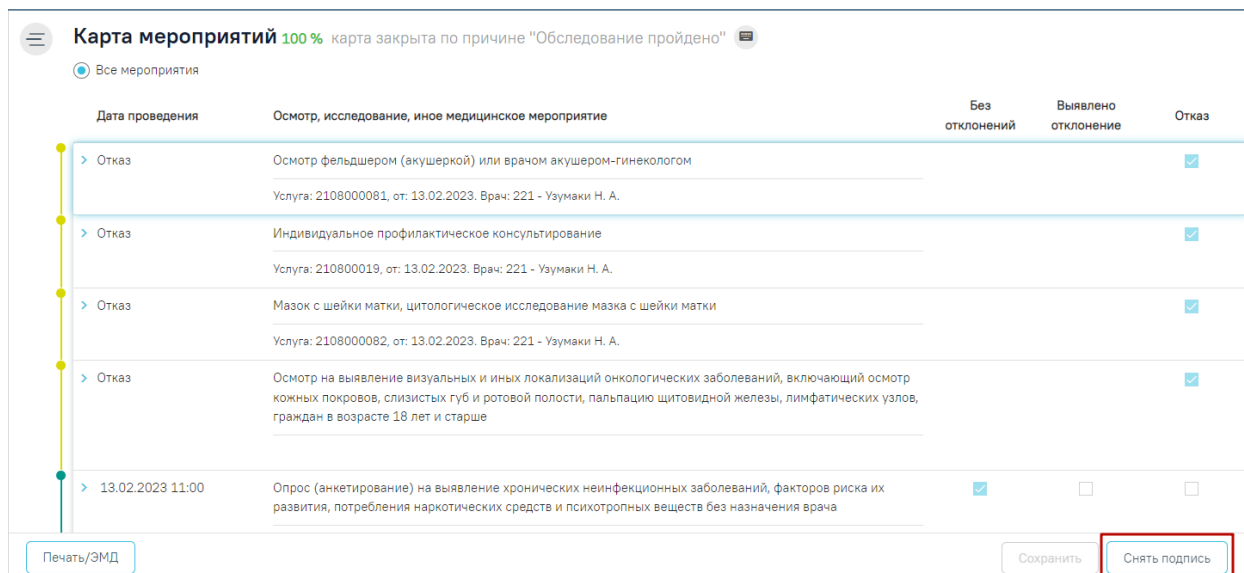 Карта мероприятий 100 % карта закрыта по причине "Обследование пройдено"
Все мероприятия
Дата проведения Осмотр, исследование, иное медицинское мероприятие Без отклонений Выявлено отклонение Отказ
Отказ Осмотр фельдшером (акушеркой) или врачом акушером-гинекологом
Услуга: 2108000081, от: 13.02.2023. Врач: 221 - Узумаки Н. А.
Отказ Индивидуальное профилактическое консультирование
Услуга: 210800019, от: 13.02.2023. Врач: 221 - Узумаки Н. А.
Отказ Мазок с шейки матки, цитологическое исследование мазка с шейки матки
Услуга: 2108000082, от: 13.02.2023. Врач: 221 - Узумаки Н. А.
Отказ Осмотр на выявление визуальных и иных локализаций онкологических заболеваний, включающий осмотр
кожных покровов, слизистых губ и ротовой полости, пальпацию щитовидной железы, лимфатических узлов,
граждан в возрасте 18 лет и старше
13.02.2023 11:00 Опрос (анкетирование) на выявление хронических неинфекционных заболеваний, факторов риска их
развития, потребления наркотических средств и психотропных веществ без назначения врача
Печать/ЭМД Сохранить Снять подпись